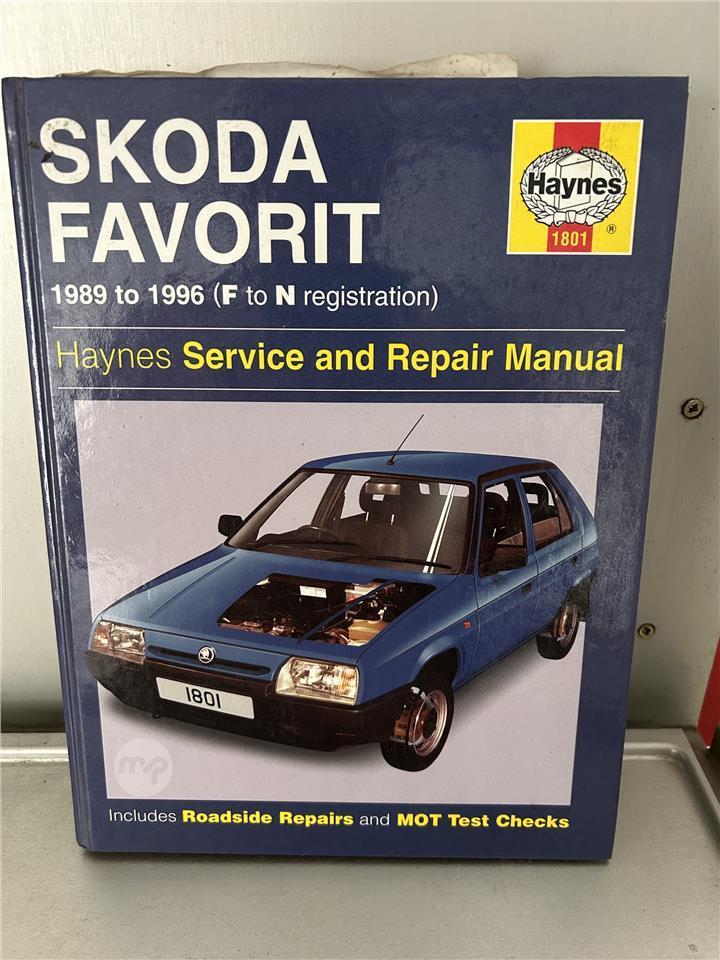 SKODA
FAVORIT
1989 to 1996 (F to N registration)
Haynes
®
1801
Haynes Service and Repair Manual
1801
mp
Includes Roadside Repairs and MOT Test Checks